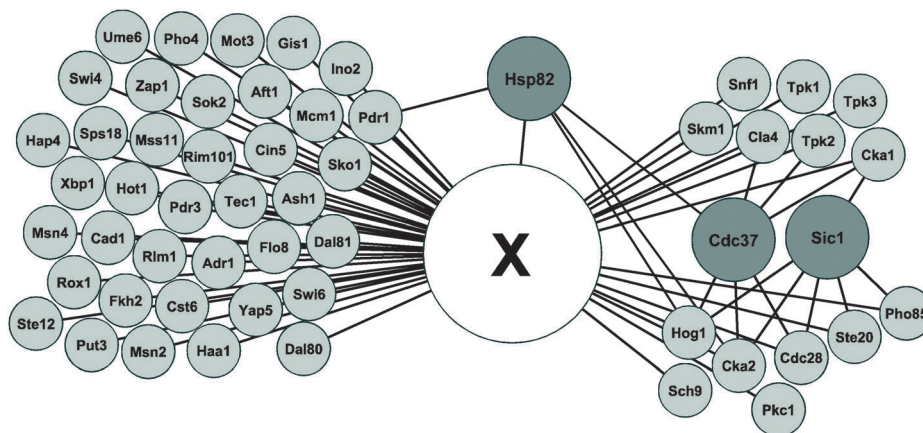 Ume6
Pho4
Mot3
Gis1
Ino2
Swi4
Zap1
Sok2
Aft1
Mcm1
Pdr1
Hsp82
Snf1
Tpk1
Tpk3
Skm1
Cla4
Tpk2
Cka1
Hap4
Sps18
Mss11
Rim101
Cin5
Sko1
Xbp1
Hot1
Pdr3
Tec1
Ash1
Msn4
Cad1
Rlm1
Adr1
Flo8
Dal81
X
Cdc37
Sic1
Rox1
Fkh2
Cst6
Yap5
Swi6
Ste12
Put3
Msn2
Haa1
Dal80
Hog1
Cka2
Cdc28
Ste20
Pho85
Sch9
Pkc1